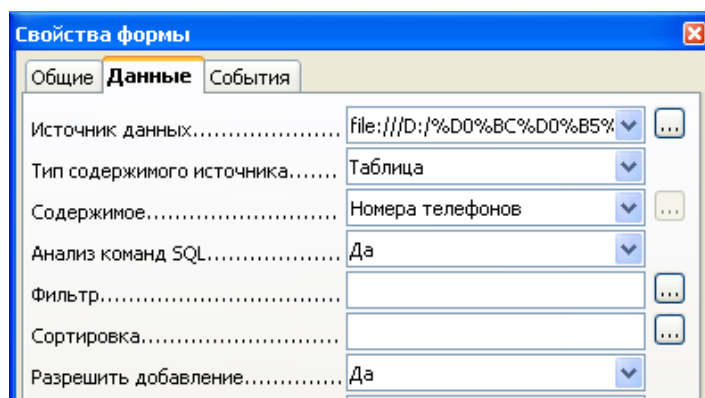 Свойства формы
Общие Данные События
Источник данных..................... file:///D:/%D0%BC%D0%B5% ...
Тип содержимого источника....... Таблица
Содержимое........................... Номера телефонов ...
Анализ команд SQL................... Да
Фильтр................................. ...
Сортировка............................ ...
Разрешить добавление.............. Да